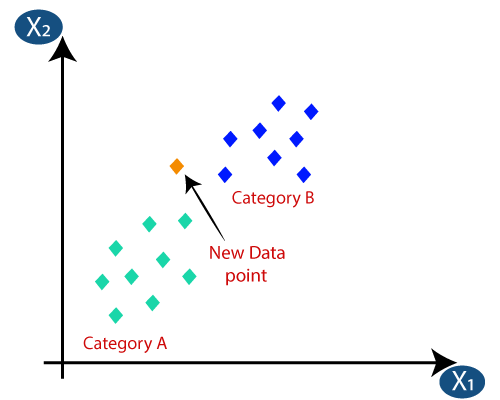 X2
Category B
New Data
point
Category A
X1